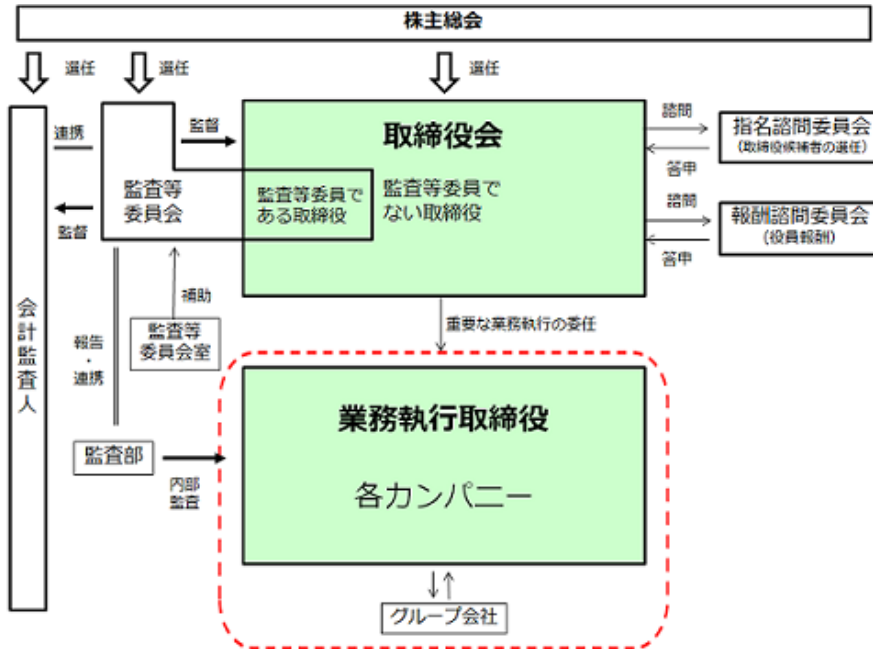 株主総会
選任
選任
選任
連携
監督
取締役会
諮問
指名諮問委員会
(取締役候補者の選任)
答申
監査等
委員会
監査等委員で
ある取締役
監査等委員で
ない取締役
監督
諮問
報酬諮問委員会
(役員報酬)
答申
会計監査人
補助
監査等
委員会室
重要な業務執行の委任
報告
・
連携
業務執行取締役
監査部
内部
監査
各カンパニー
グループ会社